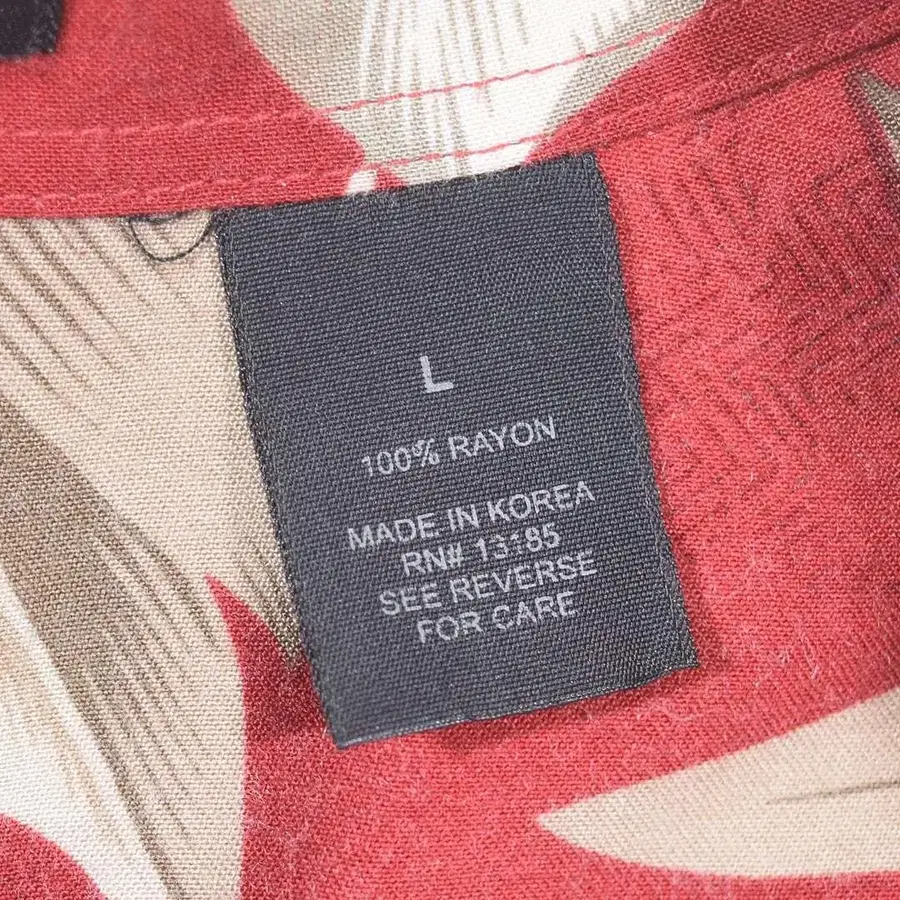 L
100% RAYON
MADE IN KOREA
RN# 13185
SEE REVERSE
FOR CARE